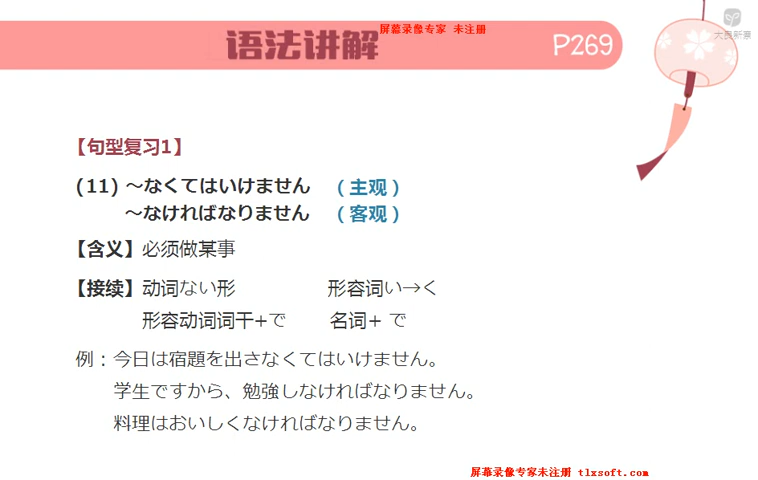 屏幕录像专家 未注册
语法讲解
P269
大良新景
【句型复习1】
(11) ～なくてはいけません （主观）
～なければなりません （客观）
【含义】必须做某事
【接续】动词ない形 形容词い→く
形容动词词干+で 名词+ で
例：今日は宿題を出さなくてはいけません。
学生ですから、勉強しなければなりません。
料理はおいしくなければなりません。
屏幕录像专家未注册 tlxsoft.com